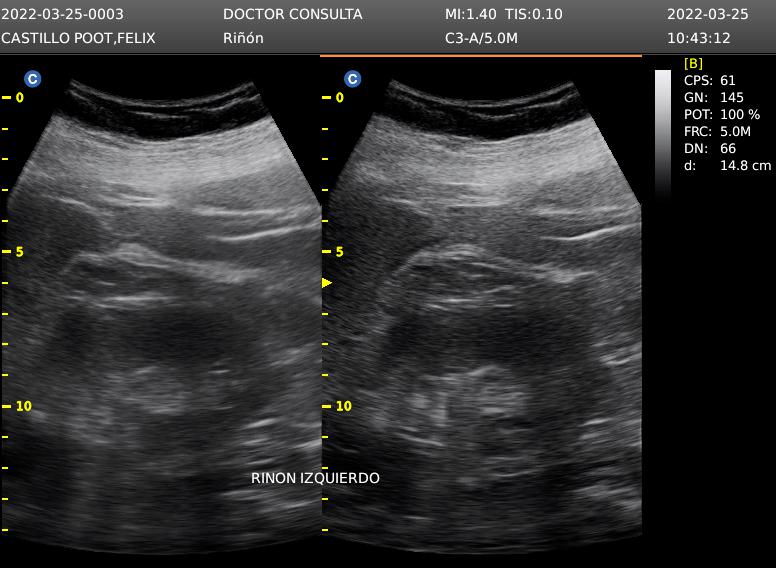 2022-03-25-0003 DOCTOR CONSULTA MI:1.40 TIS:0.10 2022-03-25
CASTILLO POOT,FELIX Riñón C3-A/5.0M 10:43:12
C C
[B]
CPS: 61
GN: 145
POT: 100 %
FRC: 5.0M
DN: 66
d: 14.8 cm
0 0
5 5
10 10
RINON IZQUIERDO